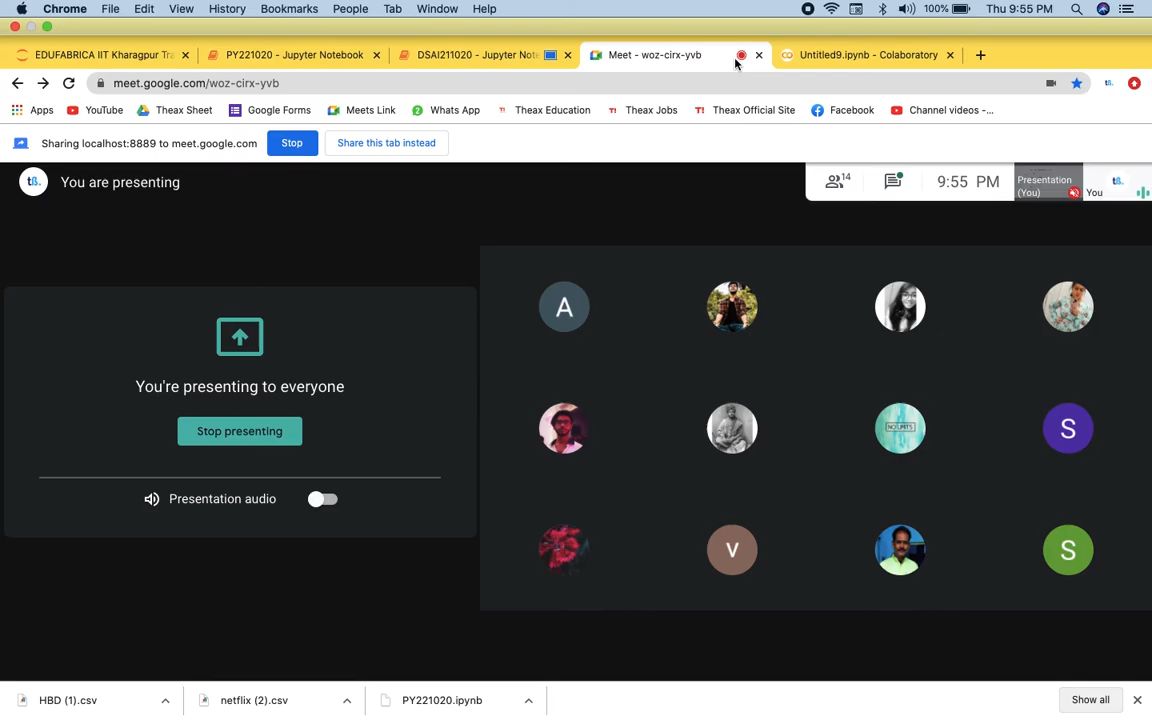 Chrome File Edit View History Bookmarks People Tab Window Help 100% Thu 9:55 PM
EDUFABRICA IIT Kharagpur Tra PY221020 - Jupyter Notebook DSAI211020 - Jupyter Note Meet - woz-cirx-yvb Untitled9.ipynb - Colaboratory
meet.google.com/woz-cirx-yvb
Apps YouTube Theax Sheet Google Forms Meets Link 2 Whats App Theax Education Theax Jobs T! Theax Official Site Facebook Channel videos -...
Sharing localhost:8889 to meet.google.com Stop Share this tab instead
tB. You are presenting 14 9:55 PM Presentation (You) You tB.
A
You're presenting to everyone
Stop presenting
NO LIMITS S
Presentation audio
V S
HBD (1).csv netflix (2).csv PY221020.ipynb Show all